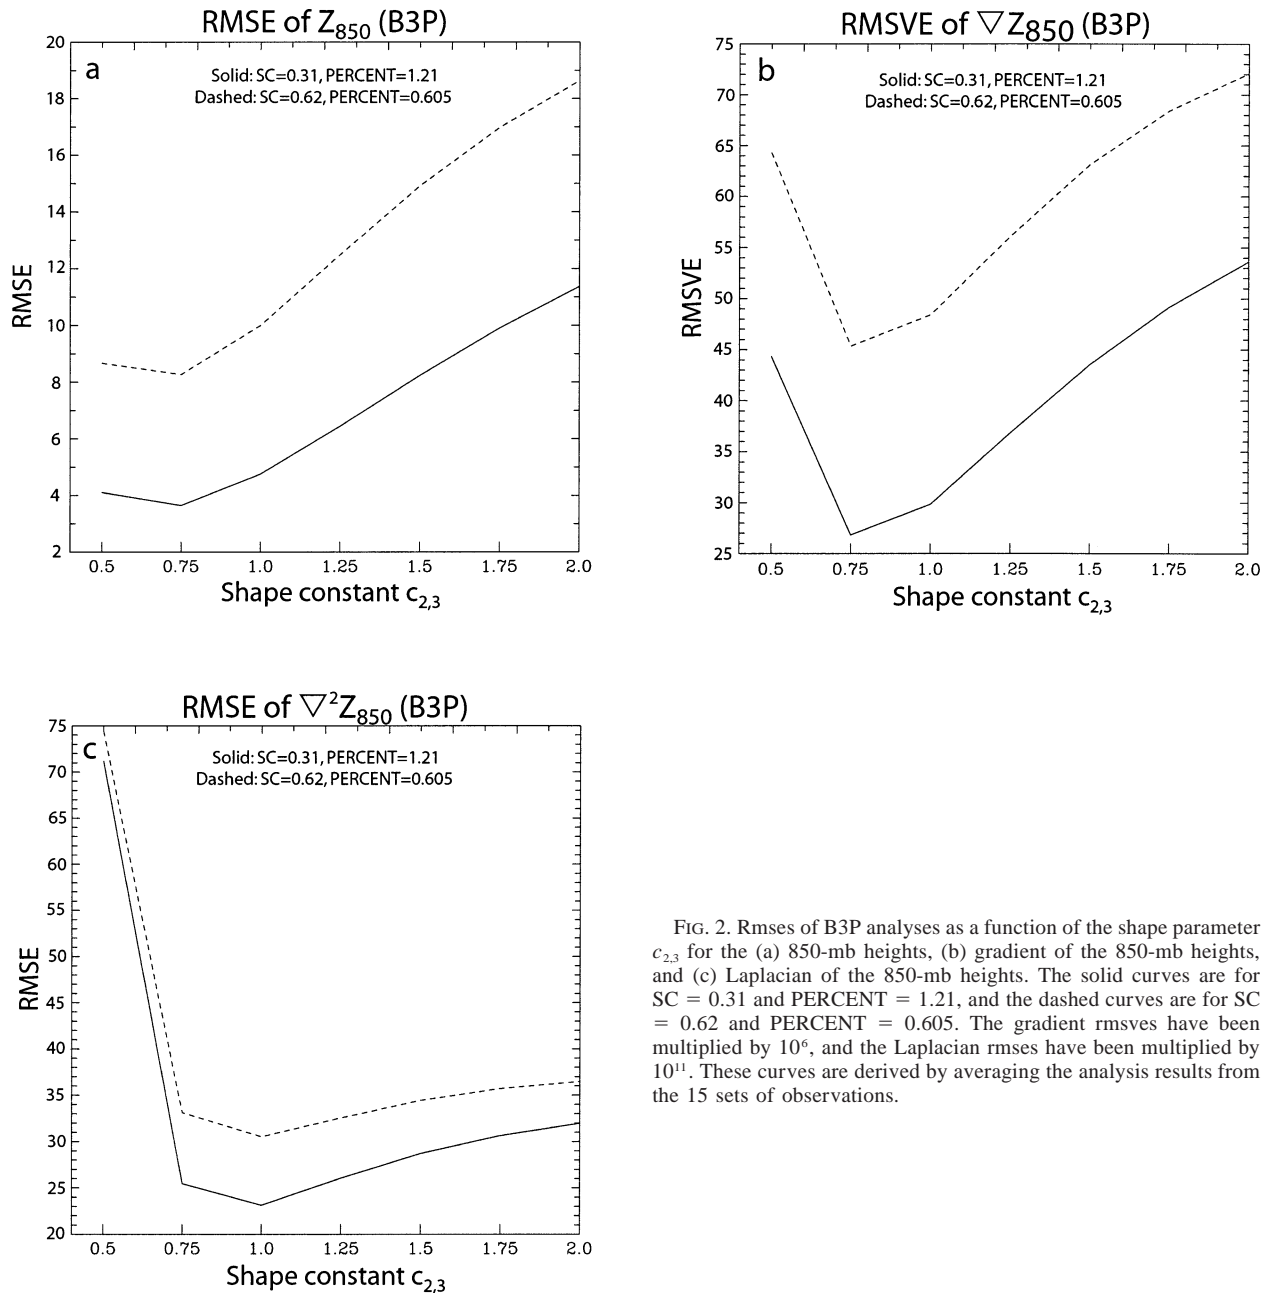 RMSE of Z850 (B3P)
a
Solid: SC=0.31, PERCENT=1.21
Dashed: SC=0.62, PERCENT=0.605
20
18
16
14
12
10
8
6
4
2
RMSE
0.5 0.75 1.0 1.25 1.5 1.75 2.0
Shape constant c2,3
RMSVE of ▽Z850 (B3P)
b
Solid: SC=0.31, PERCENT=1.21
Dashed: SC=0.62, PERCENT=0.605
75
70
65
60
55
50
45
40
35
30
25
RMSVE
0.5 0.75 1.0 1.25 1.5 1.75 2.0
Shape constant c2,3
RMSE of ▽²Z850 (B3P)
c
Solid: SC=0.31, PERCENT=1.21
Dashed: SC=0.62, PERCENT=0.605
75
70
65
60
55
50
45
40
35
30
25
20
RMSE
0.5 0.75 1.0 1.25 1.5 1.75 2.0
Shape constant c2,3
FIG. 2. Rmses of B3P analyses as a function of the shape parameter
c2,3 for the (a) 850-mb heights, (b) gradient of the 850-mb heights,
and (c) Laplacian of the 850-mb heights. The solid curves are for
SC = 0.31 and PERCENT = 1.21, and the dashed curves are for SC
= 0.62 and PERCENT = 0.605. The gradient rmsves have been
multiplied by 10⁶, and the Laplacian rmses have been multiplied by
10¹¹. These curves are derived by averaging the analysis results from
the 15 sets of observations.